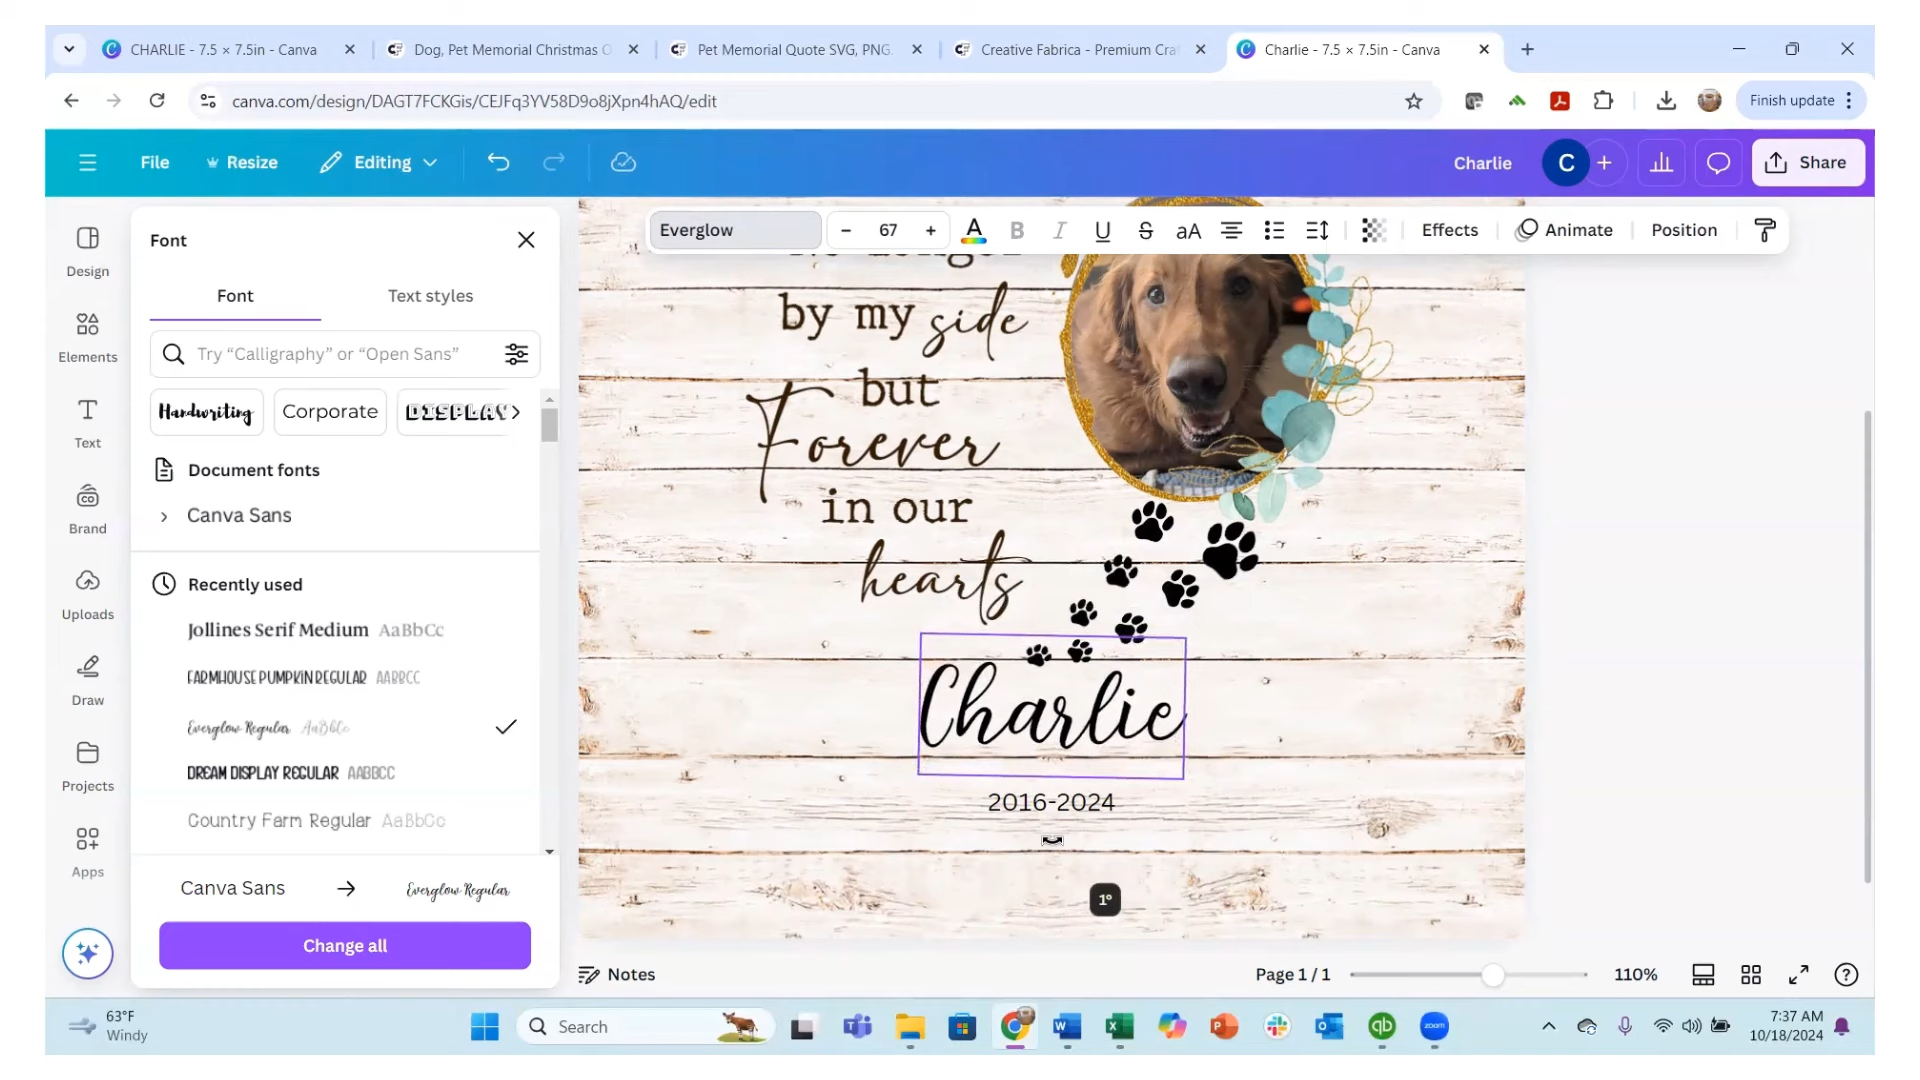 CHARLIE - 7.5 × 7.5in - Canva
Dog, Pet Memorial Christmas O
Pet Memorial Quote SVG, PNG
Creative Fabrica - Premium Cra
Charlie - 7.5 × 7.5in - Canva
canva.com/design/DAGT7FCKGis/CEJFq3YV58D9o8jXpn4hAQ/edit
Finish update
File
Resize
Editing
Charlie
C
Share
Everglow
67
A
B
I
U
S
aA
Effects
Animate
Position
Design
Elements
Text
Brand
Uploads
Draw
Projects
Apps
Font
Font
Text styles
Try “Calligraphy” or “Open Sans”
Handwriting
Corporate
DISPLAY
Document fonts
Canva Sans
Recently used
Jollines Serif Medium AaBbCc
FARMHOUSE PUMPKIN REGULAR AABBCC
Everglow Regular AaBbCc
DREAM DISPLAY REGULAR AABBCC
Country Farm Regular AaBbCc
Canva Sans → Everglow Regular
Change all
No longer
by my side
but
Forever
in our
hearts
Charlie
2016-2024
1°
Notes
Page 1 / 1
110%
63°F
Windy
Search
7:37 AM
10/18/2024